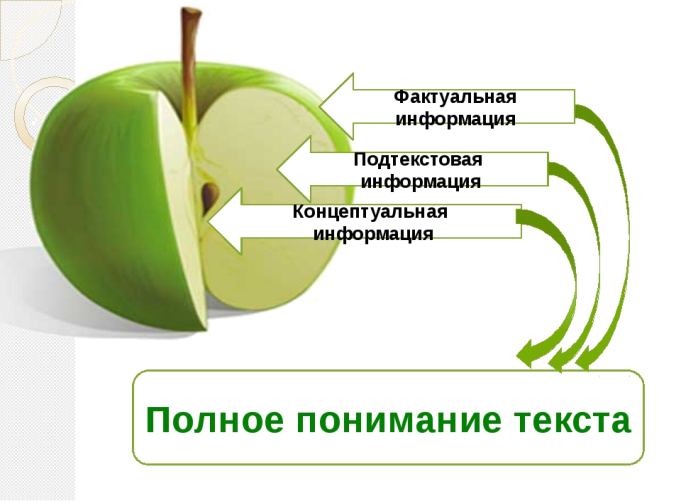 Фактуальная
информация
Подтекстовая
информация
Концептуальная
информация
Полное понимание текста